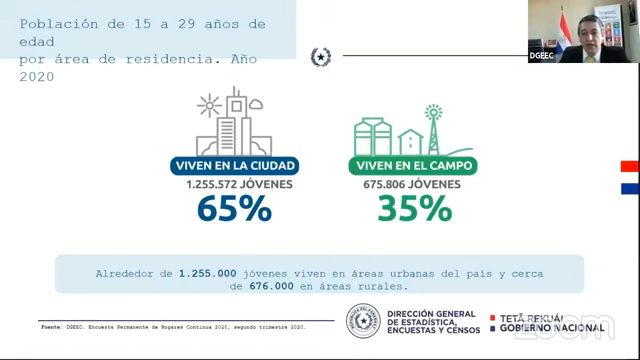 Población de 15 a 29 años de
edad
por área de residencia. Año
2020
DGEEC
VIVEN EN LA CIUDAD
1.255.572 JÓVENES
65%
VIVEN EN EL CAMPO
675.806 JÓVENES
35%
Alrededor de 1.255.000 jóvenes viven en áreas urbanas del país y cerca
de 676.000 en áreas rurales.
Fuente: DGEEC. Encuesta Permanente de Hogares Continua 2020, segundo trimestre 2020.
DIRECCIÓN GENERAL
DE ESTADÍSTICA,
ENCUESTAS Y CENSOS
TETÃ REKUÁI
GOBIERNO NACIONAL
zoom